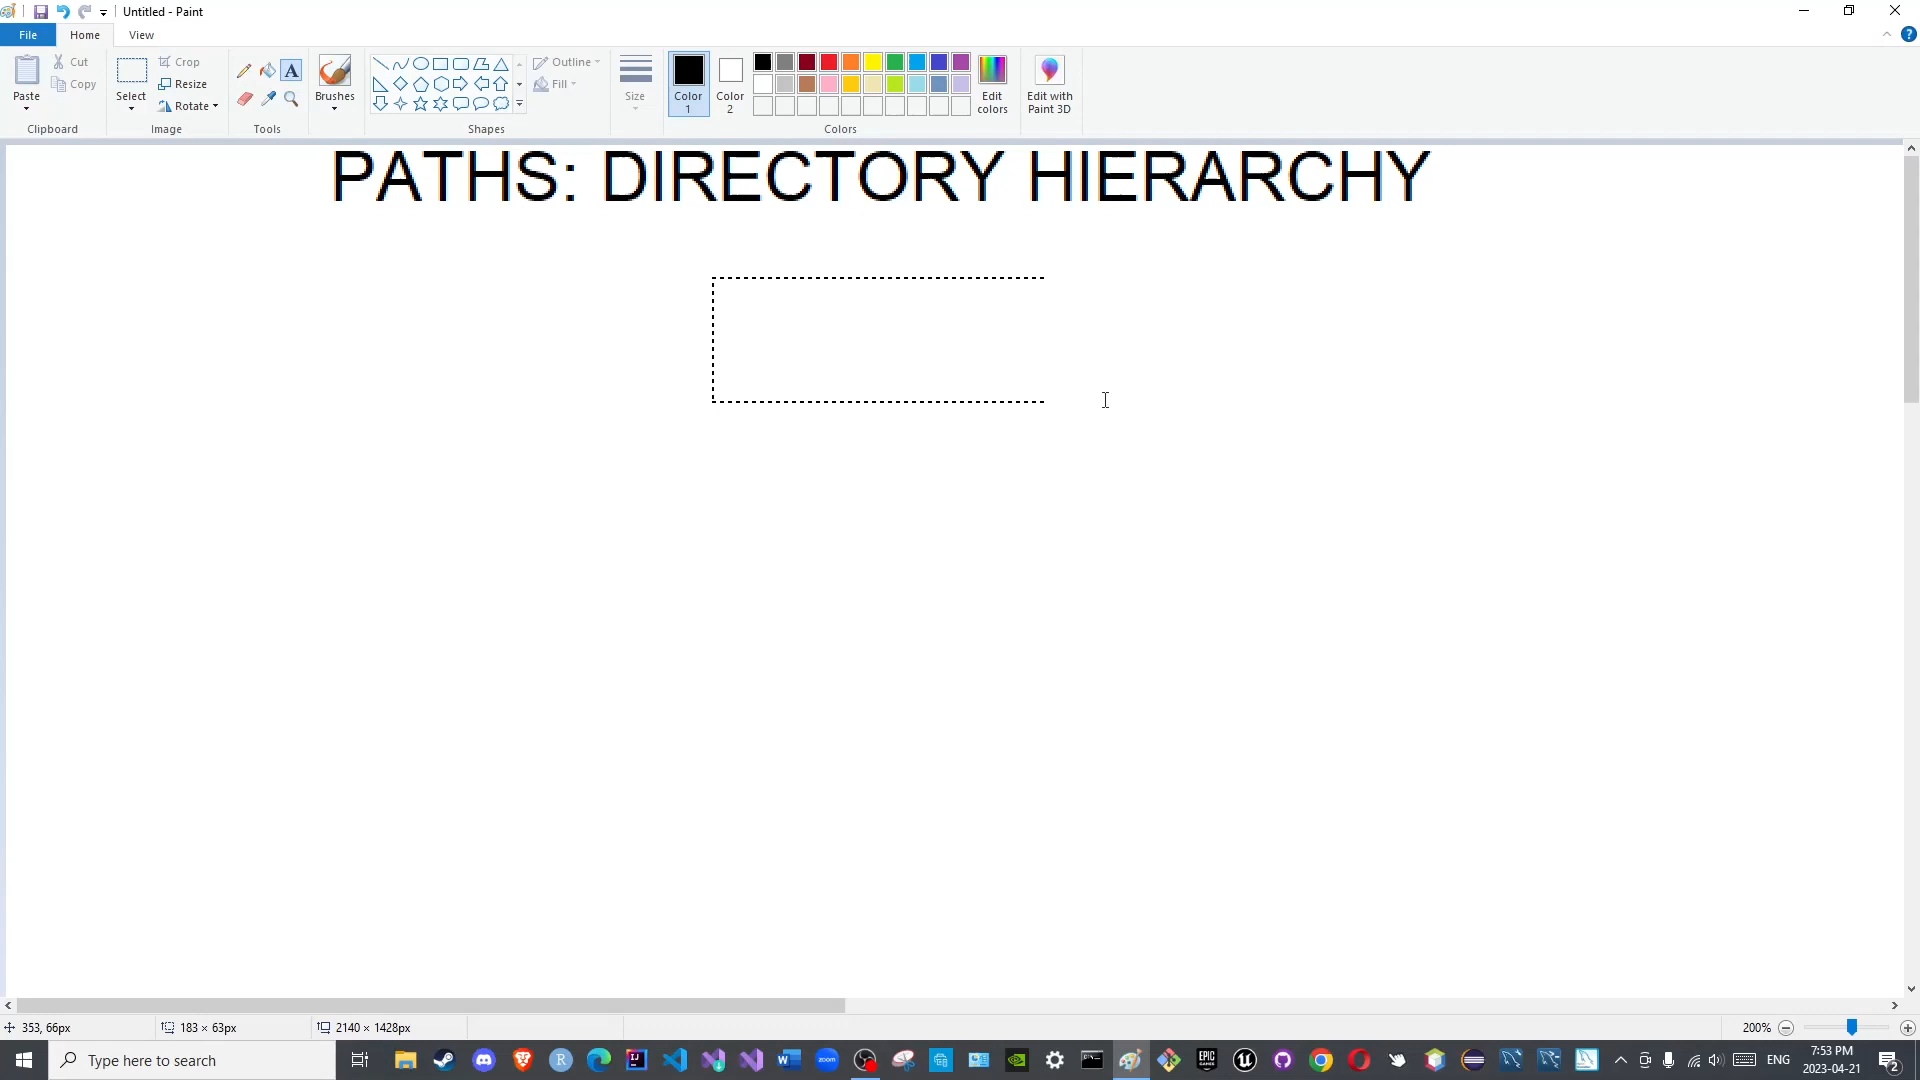 Untitled - Paint
File Home View
Paste
Cut
Copy
Clipboard
Select
Crop
Resize
Rotate
Image
A
Tools
Brushes
Shapes
Outline
Fill
Size
Color 1
Color 2
Edit colors
Colors
Edit with Paint 3D
PATHS: DIRECTORY HIERARCHY
353, 66px
183 × 63px
2140 × 1428px
200%
Type here to search
ENG
7:53 PM
2023-04-21
2